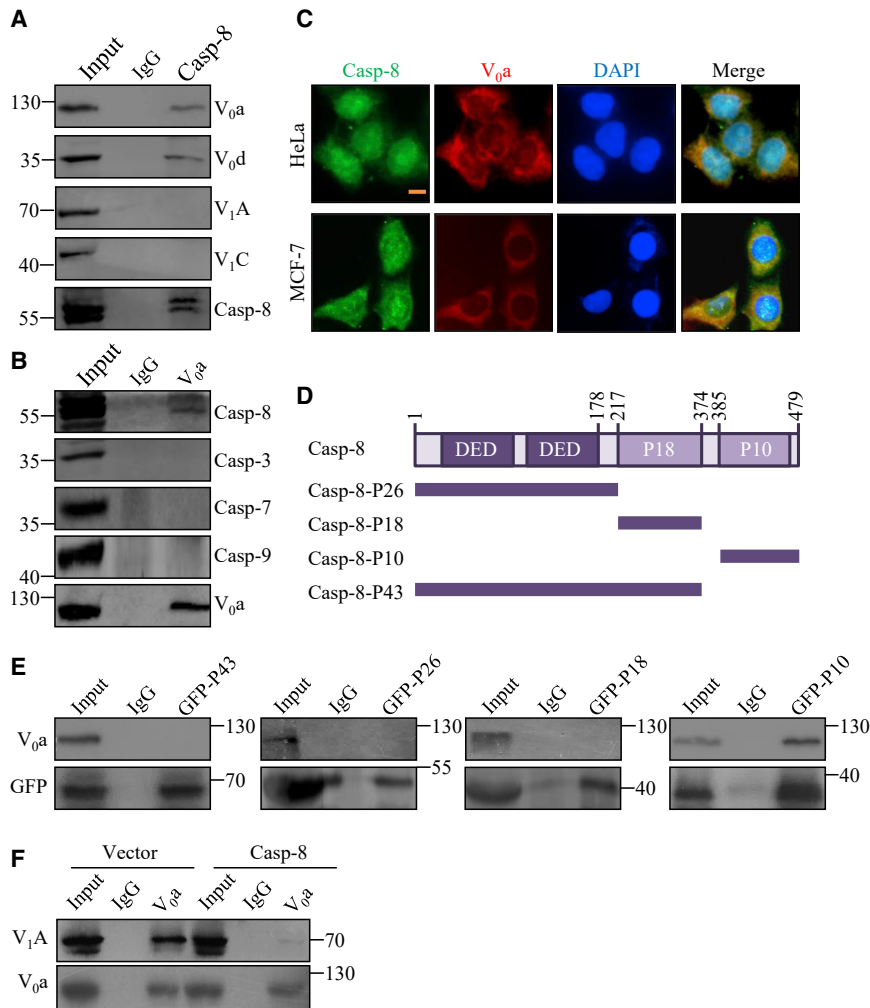 A
Input IgG Casp-8
130 V0a
35 V0d
70 V1A
40 V1C
55 Casp-8
B
Input IgG V0a
55 Casp-8
35 Casp-3
35 Casp-7
40 Casp-9
130 V0a
C
Casp-8 V0a DAPI Merge
HeLa
MCF-7
D
1 178 217 374 385 479
Casp-8 DED DED P18 P10
Casp-8-P26
Casp-8-P18
Casp-8-P10
Casp-8-P43
E
Input IgG GFP-P43 Input IgG GFP-P26 Input IgG GFP-P18 Input IgG GFP-P10
V0a 130 130 130 130
GFP 70 55 40 40
F
Vector Casp-8
Input IgG V0a Input IgG V0a
V1A 70
V0a 130